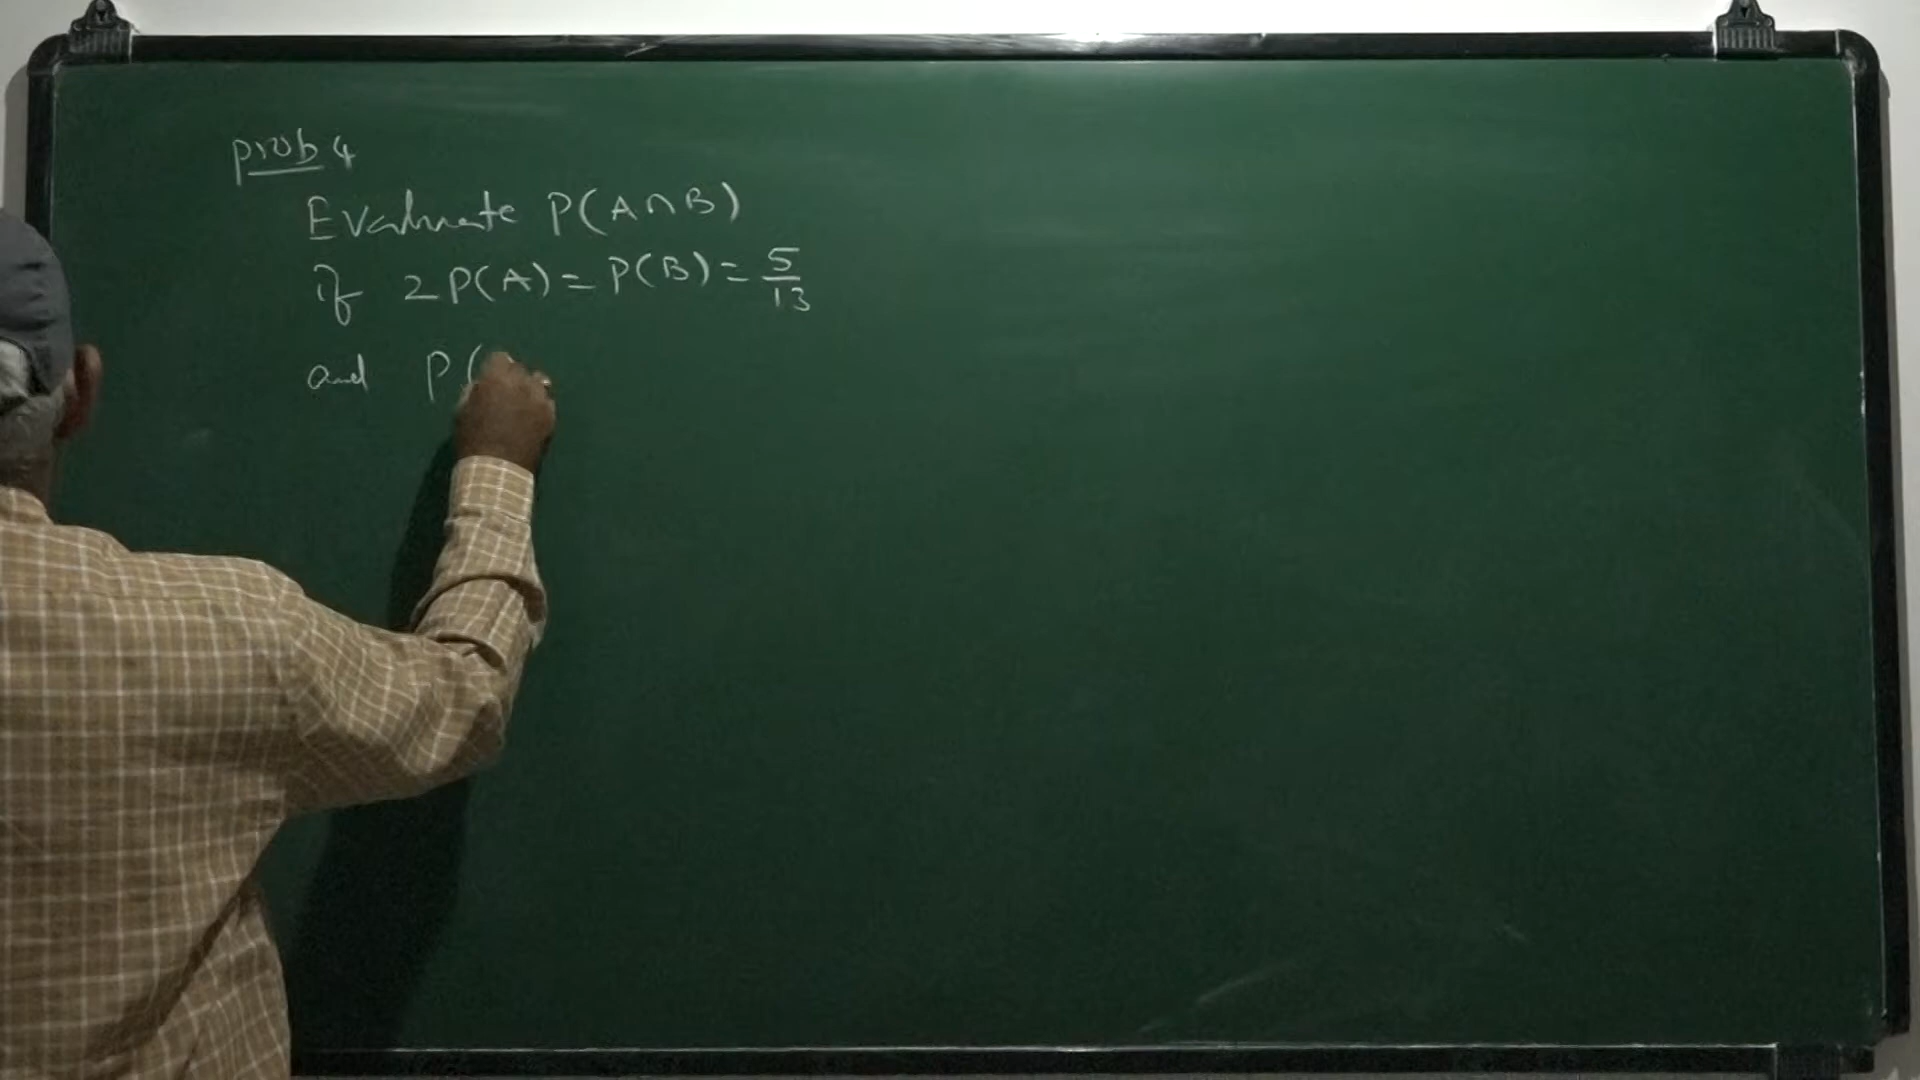 prob 4
Evaluate P(A∩B)
if 2P(A) = P(B) = 5/13
and P(